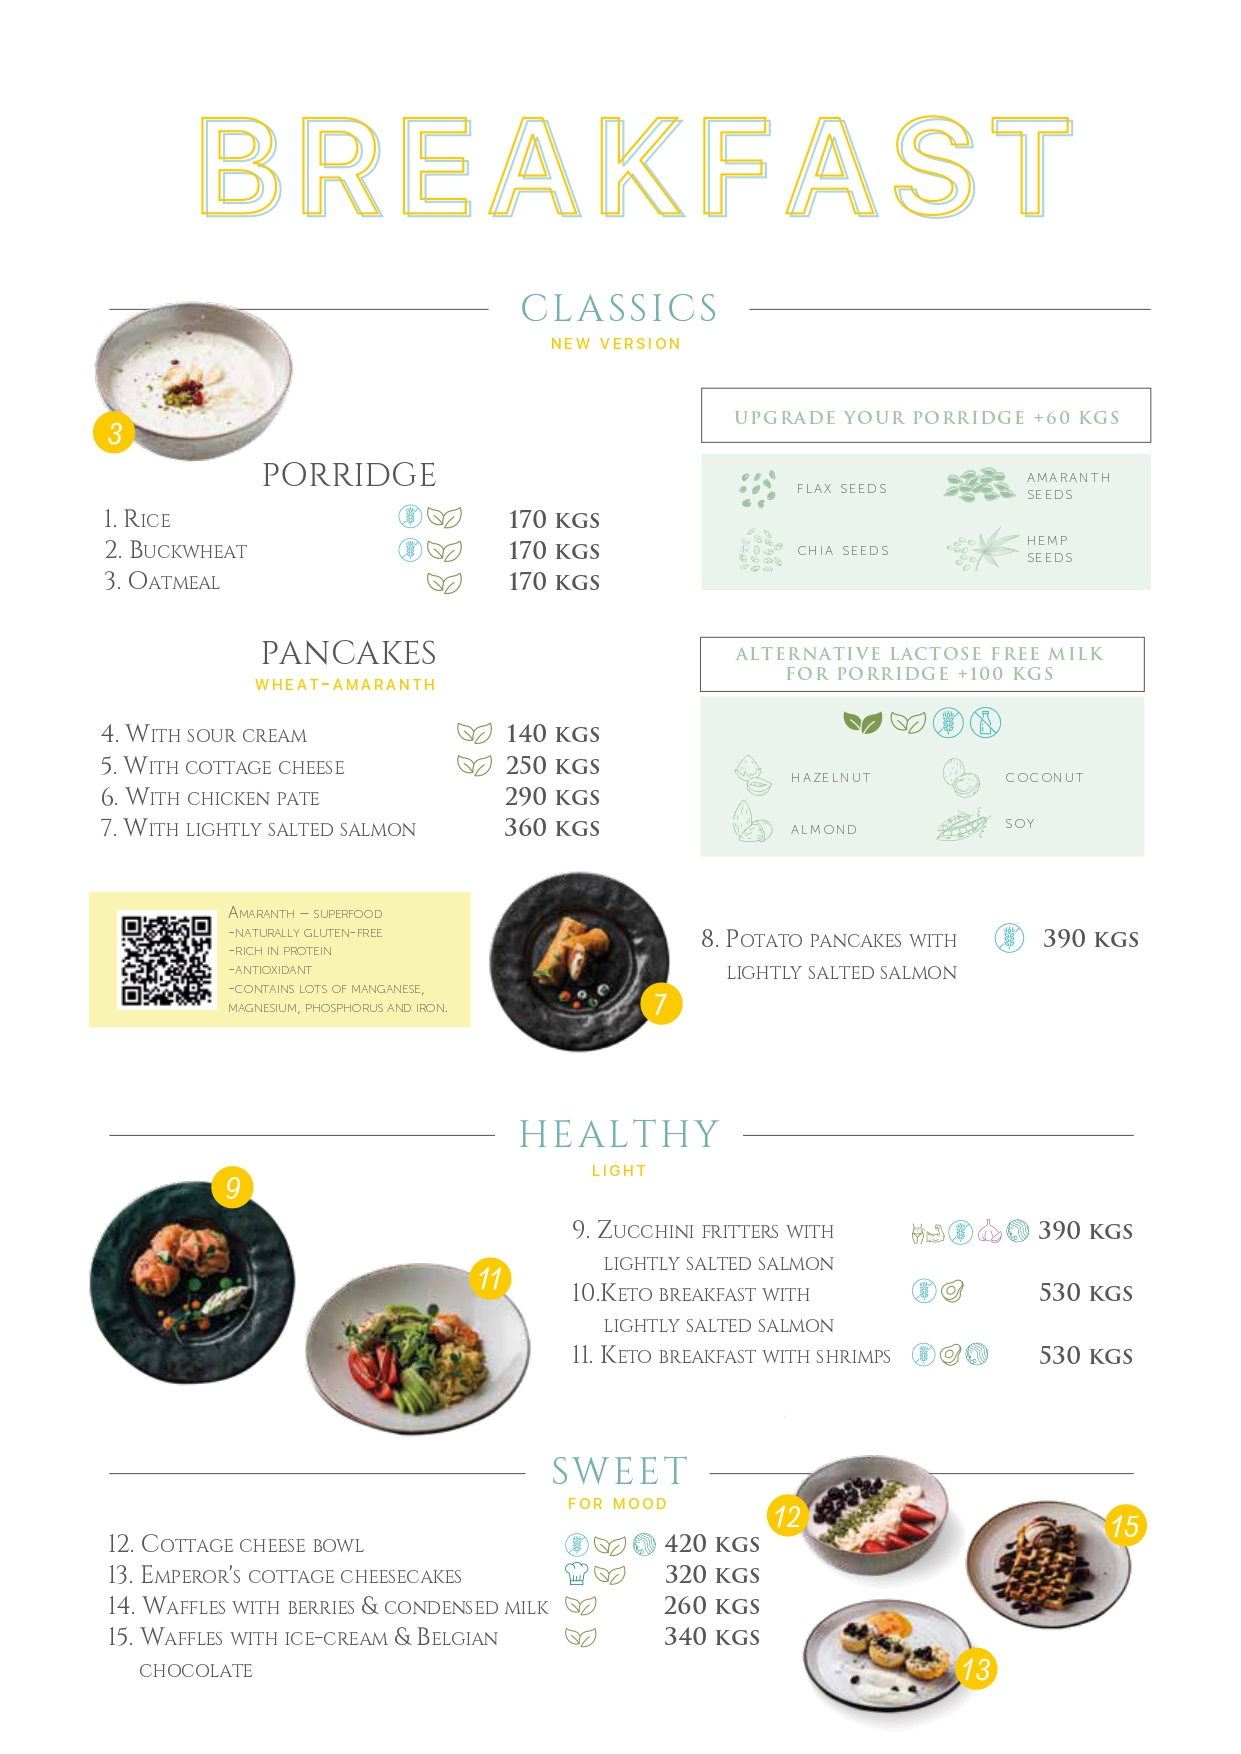 BREAKFAST
CLASSICS
NEW VERSION
3
PORRIDGE
1. Rice 170 KGS
2. Buckwheat 170 KGS
3. Oatmeal 170 KGS
UPGRADE YOUR PORRIDGE +60 KGS
FLAX SEEDS
AMARANTH
SEEDS
CHIA SEEDS
HEMP
SEEDS
PANCAKES
WHEAT-AMARANTH
4. With sour cream 140 KGS
5. With cottage cheese 250 KGS
6. With chicken pate 290 KGS
7. With lightly salted salmon 360 KGS
ALTERNATIVE LACTOSE FREE MILK
FOR PORRIDGE +100 KGS
HAZELNUT
COCONUT
ALMOND
SOY
Amaranth – superfood
-naturally gluten-free
-rich in protein
-antioxidant
-contains lots of manganese,
magnesium, phosphorus and iron.
7
8. Potato pancakes with 390 KGS
lightly salted salmon
HEALTHY
LIGHT
9
11
9. Zucchini fritters with 390 KGS
lightly salted salmon
10.Keto breakfast with 530 KGS
lightly salted salmon
11. Keto breakfast with shrimps 530 KGS
SWEET
FOR MOOD
12. Cottage cheese bowl 420 KGS
13. Emperor's cottage cheesecakes 320 KGS
14. Waffles with berries & condensed milk 260 KGS
15. Waffles with ice-cream & Belgian 340 KGS
chocolate
12
15
13